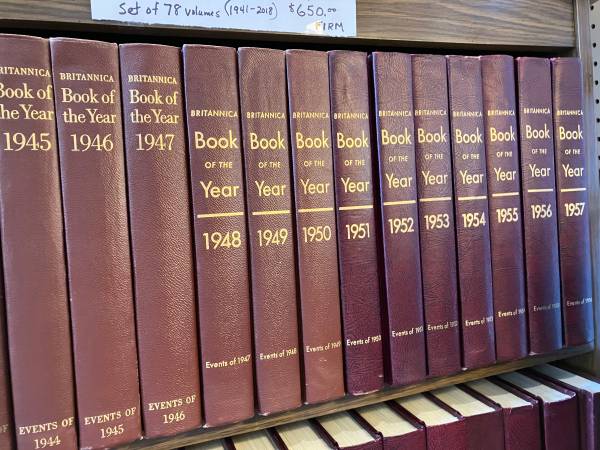 Set of 78 volumes (1941-2018) $650.00
FIRM
BRITANNICA
Book of
the Year
1945
EVENTS OF
1944
BRITANNICA
Book of
the Year
1946
EVENTS OF
1945
BRITANNICA
Book of
the Year
1947
EVENTS OF
1946
BRITANNICA
Book
OF THE
Year
1948
Events of 1947
BRITANNICA
Book
OF THE
Year
1949
Events of 1948
BRITANNICA
Book
OF THE
Year
1950
Events of 1949
BRITANNICA
Book
OF THE
Year
1951
Events of 1950
BRITANNICA
Book
OF THE
Year
1952
Events of 1951
BRITANNICA
Book
OF THE
Year
1953
Events of 1952
BRITANNICA
Book
OF THE
Year
1954
Events of 1953
BRITANNICA
Book
OF THE
Year
1955
Events of 1954
BRITANNICA
Book
OF THE
Year
1956
Events of 1955
BRITANNICA
Book
OF THE
Year
1957
Events of 1956